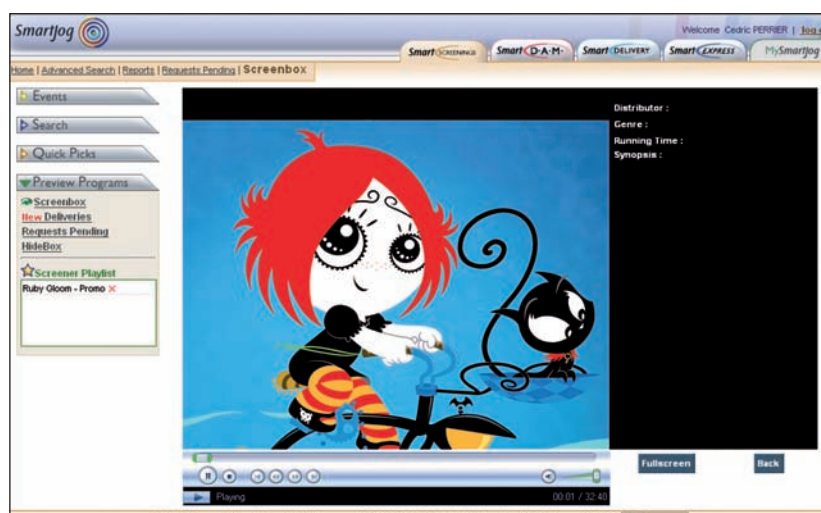 SmartJog
Welcome Cedric PERRIER |
Smart SCREENINGS Smart D·A·M· Smart DELIVERY Smart EXPRESS MySmartJog
Home | Advanced Search | Reports | Requests Pending | Screenbox
Events
Search
Quick Picks
Preview Programs
Screenbox
New Deliveries
Requests Pending
HideBox
Screener Playlist
Ruby Gloom - Promo
Distributor :
Genre :
Running Time :
Synopsis :
Fullscreen Back
Playing 00:01 / 32:40